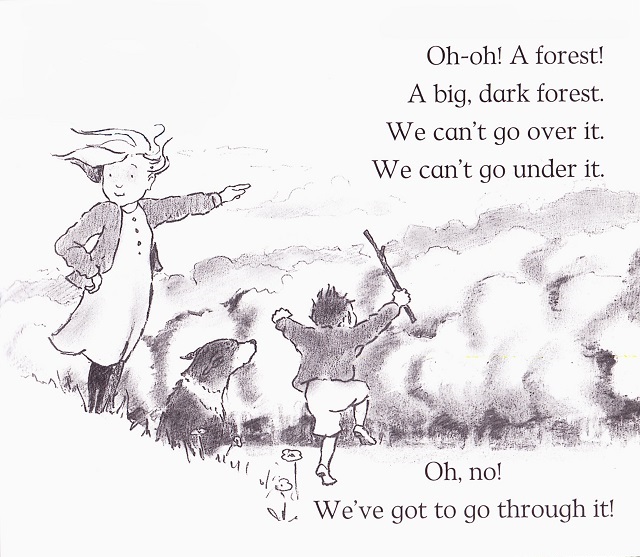 Oh-oh! A forest!
A big, dark forest.
We can't go over it.
We can't go under it.
Oh, no!
We've got to go through it!